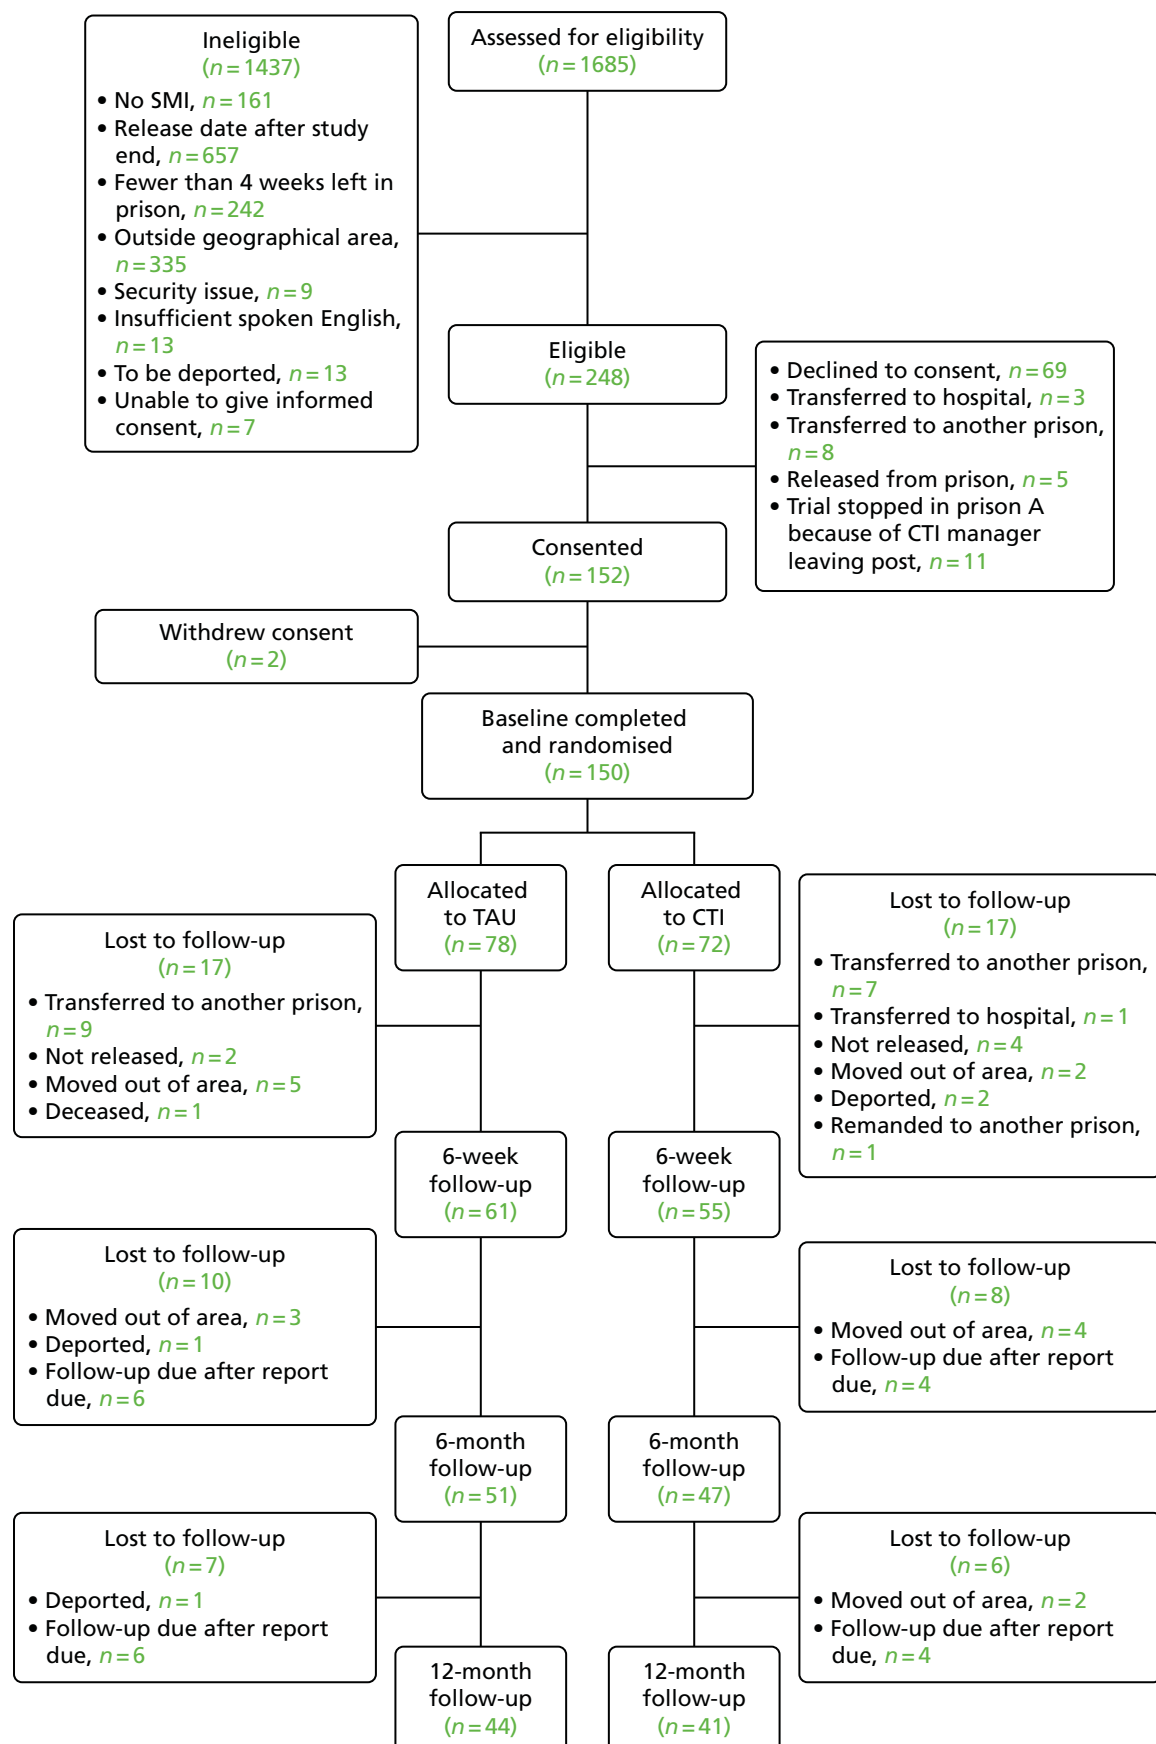 Assessed for eligibility
(n=1685)
Ineligible
(n=1437)
• No SMI, n=161
• Release date after study
end, n=657
• Fewer than 4 weeks left in
prison, n=242
• Outside geographical area,
n=335
• Security issue, n=9
• Insufficient spoken English,
n=13
• To be deported, n=13
• Unable to give informed
consent, n=7
Eligible
(n=248)
• Declined to consent, n=69
• Transferred to hospital, n=3
• Transferred to another prison,
n=8
• Released from prison, n=5
• Trial stopped in prison A
because of CTI manager
leaving post, n=11
Consented
(n=152)
Withdrew consent
(n=2)
Baseline completed
and randomised
(n=150)
Allocated
to TAU
(n=78)
Allocated
to CTI
(n=72)
Lost to follow-up
(n=17)
• Transferred to another prison,
n=9
• Not released, n=2
• Moved out of area, n=5
• Deceased, n=1
Lost to follow-up
(n=17)
• Transferred to another prison,
n=7
• Transferred to hospital, n=1
• Not released, n=4
• Moved out of area, n=2
• Deported, n=2
• Remanded to another prison,
n=1
6-week
follow-up
(n=61)
6-week
follow-up
(n=55)
Lost to follow-up
(n=10)
• Moved out of area, n=3
• Deported, n=1
• Follow-up due after report
due, n=6
Lost to follow-up
(n=8)
• Moved out of area, n=4
• Follow-up due after report
due, n=4
6-month
follow-up
(n=51)
6-month
follow-up
(n=47)
Lost to follow-up
(n=7)
• Deported, n=1
• Follow-up due after report
due, n=6
Lost to follow-up
(n=6)
• Moved out of area, n=2
• Follow-up due after report
due, n=4
12-month
follow-up
(n=44)
12-month
follow-up
(n=41)